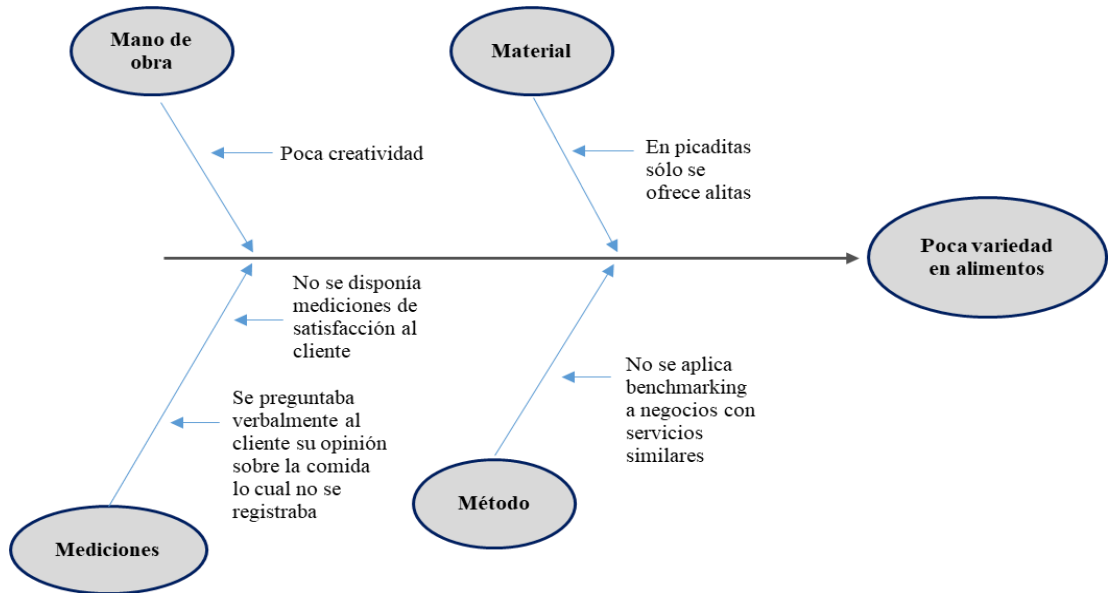 Mano de
obra
Material
Poca creatividad
En picaditas
sólo se
ofrece alitas
Poca variedad
en alimentos
No se disponía
mediciones de
satisfacción al
cliente
No se aplica
benchmarking
a negocios con
servicios
similares
Se preguntaba
verbalmente al
cliente su opinión
sobre la comida
lo cual no se
registraba
Método
Mediciones